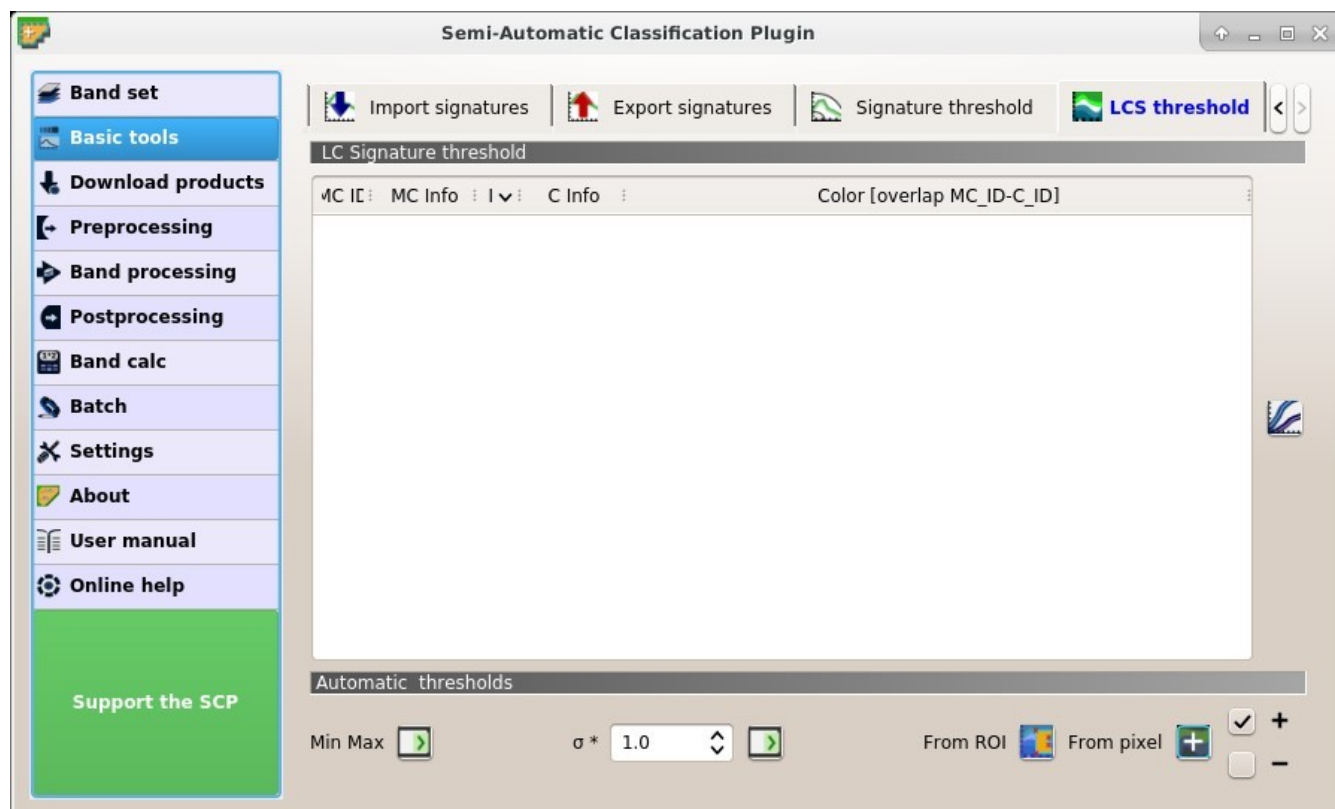 Semi-Automatic Classification Plugin
Band set
Basic tools
Download products
Preprocessing
Band processing
Postprocessing
Band calc
Batch
Settings
About
User manual
Online help
Support the SCP
Import signatures
Export signatures
Signature threshold
LCS threshold
LC Signature threshold
MC Info
C Info
Color [overlap MC_ID-C_ID]
Automatic thresholds
Min Max
σ * 1.0
From ROI
From pixel
+
−